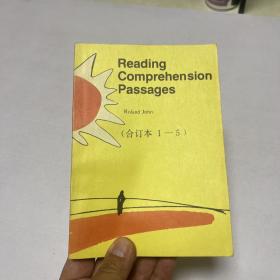 Reading
Comprehension
Passages
Roland John
(合订本 1—5)